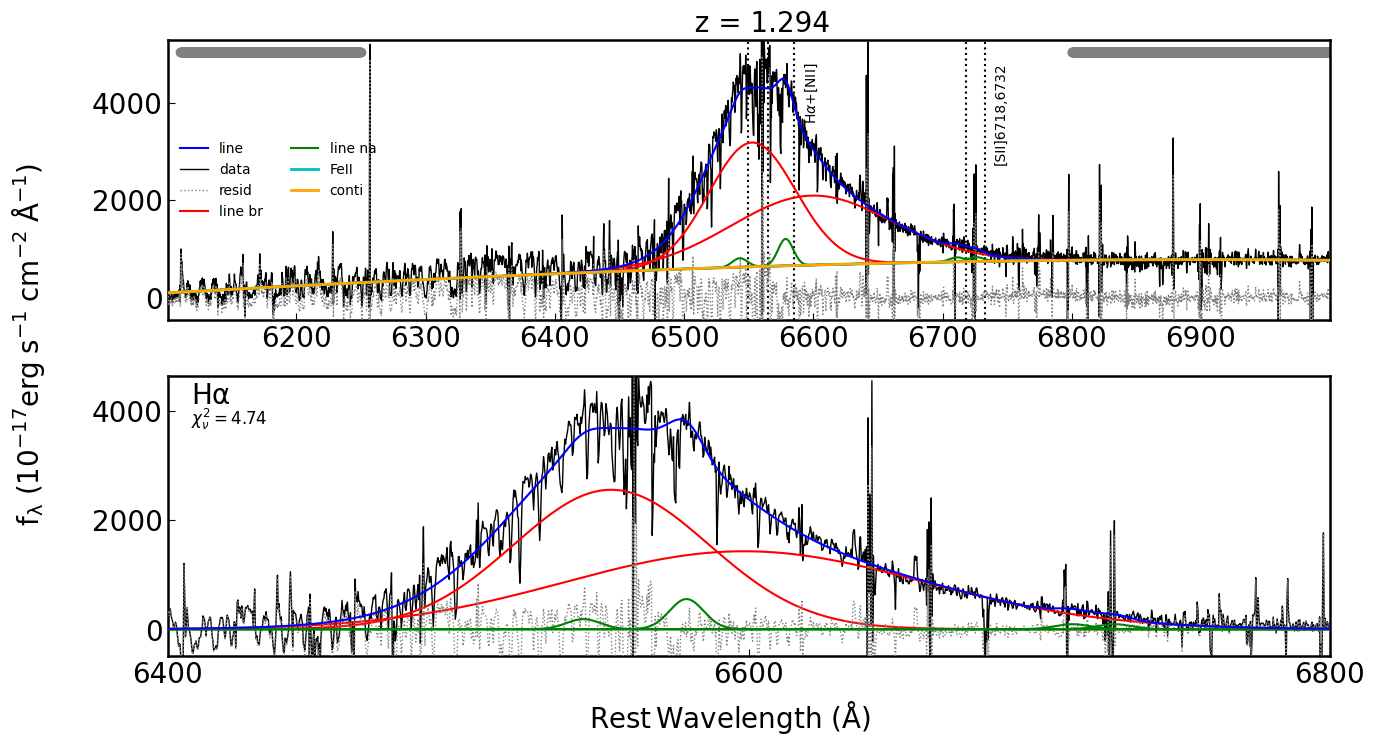 z = 1.294
4000
2000
0
line
data
resid
line br
line na
FeII
conti
Hα+[NII]
[SII]6718,6732
6200 6300 6400 6500 6600 6700 6800 6900
f_λ (10⁻¹⁷erg s⁻¹ cm⁻² Å⁻¹)
Hα
χ²_ν = 4.74
4000
2000
0
6400 6600 6800
Rest Wavelength (Å)